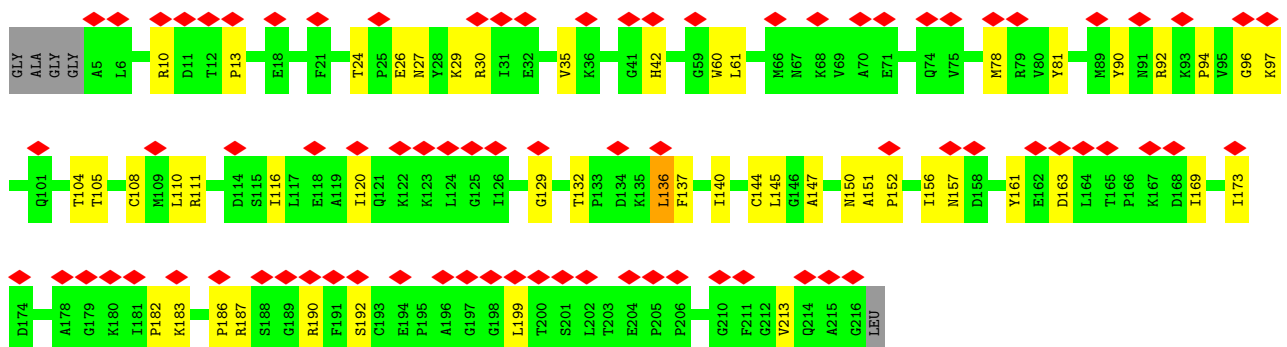 GLY ALA GLY GLY A5 L6 R10 D11 T12 P13 E18 F21 T24 P25 E26 N27 Y28 K29 R30 I31 E32 V35 K36 G41 H42 G59 W60 L61 M66 N67 K68 V69 A70 E71 Q74 V75 M78 R79 V80 Y81 M89 Y90 N91 R92 K93 P94 V95 G96 K97
Q101 T104 T105 C108 M109 L110 R111 D114 S115 I116 L117 E118 A119 I120 Q121 K122 K123 L124 G125 I126 G129 T132 P133 D134 K135 L136 F137 I140 C144 L145 G146 A147 N150 A151 P152 I156 N157 D158 Y161 E162 D163 L164 T165 P166 K167 D168 I169 I173
D174 A178 G179 K180 I181 P182 K183 P186 R187 S188 G189 R190 F191 S192 C193 E194 P195 A196 G197 G198 L199 T200 S201 L202 T203 E204 P205 P206 G210 F211 G212 V213 Q214 A215 G216 LEU